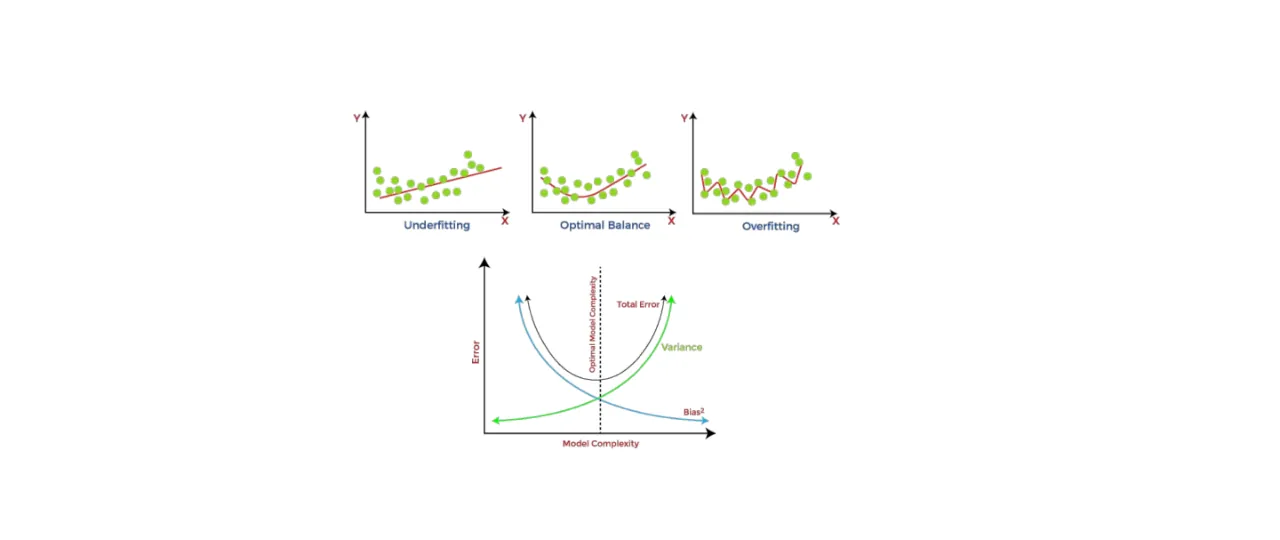 Y
X
Underfitting
Y
X
Optimal Balance
Y
X
Overfitting
Error
Optimal Model Complexity
Total Error
Variance
Bias²
Model Complexity